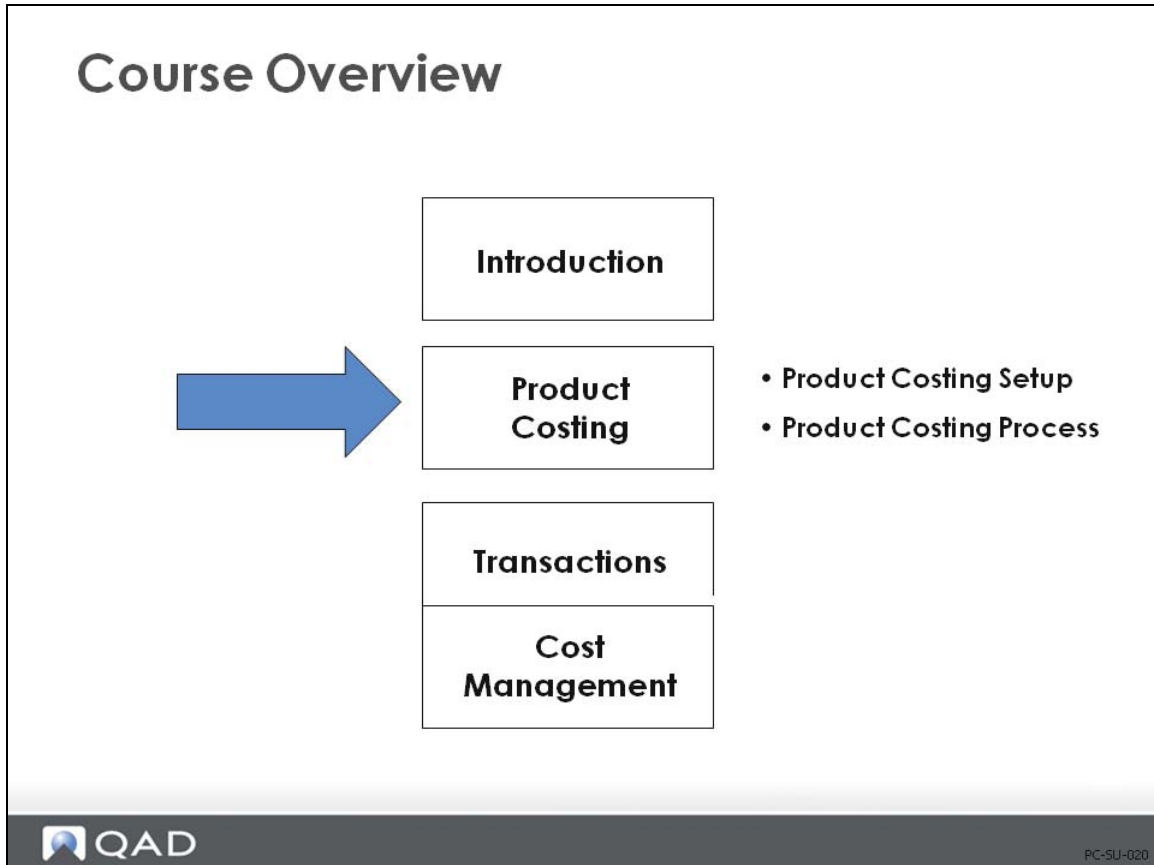 Course Overview
Introduction
Product
Costing
• Product Costing Setup
• Product Costing Process
Transactions
Cost
Management
QAD
PC-SU-020